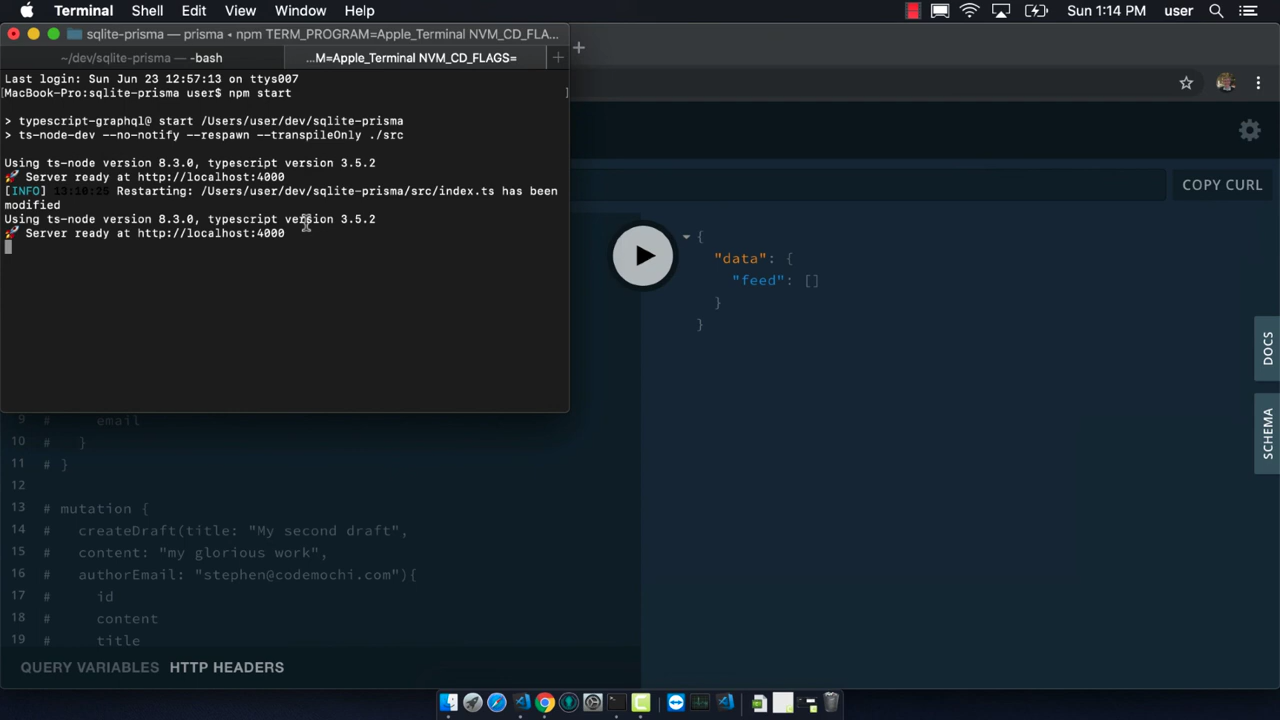 Terminal Shell Edit View Window Help Sun 1:14 PM user
sqlite-prisma — prisma ◂ npm TERM_PROGRAM=Apple_Terminal NVM_CD_FLA...
~/dev/sqlite-prisma — -bash ...M=Apple_Terminal NVM_CD_FLAGS= +
Last login: Sun Jun 23 12:57:13 on ttys007
[MacBook-Pro:sqlite-prisma user$ npm start ]
> typescript-graphql@ start /Users/user/dev/sqlite-prisma
> ts-node-dev --no-notify --respawn --transpileOnly ./src
Using ts-node version 8.3.0, typescript version 3.5.2
🚀 Server ready at http://localhost:4000
[INFO] 13:10:25 Restarting: /Users/user/dev/sqlite-prisma/src/index.ts has been
modified
Using ts-node version 8.3.0, typescript version 3.5.2
🚀 Server ready at http://localhost:4000
COPY CURL
{
"data": {
"feed": []
}
}
DOCS
SCHEMA
9 # email
10 # }
11 # }
12
13 # mutation {
14 # createDraft(title: "My second draft",
15 # content: "my glorious work",
16 # authorEmail: "stephen@codemochi.com"){
17 # id
18 # content
19 # title
QUERY VARIABLES HTTP HEADERS